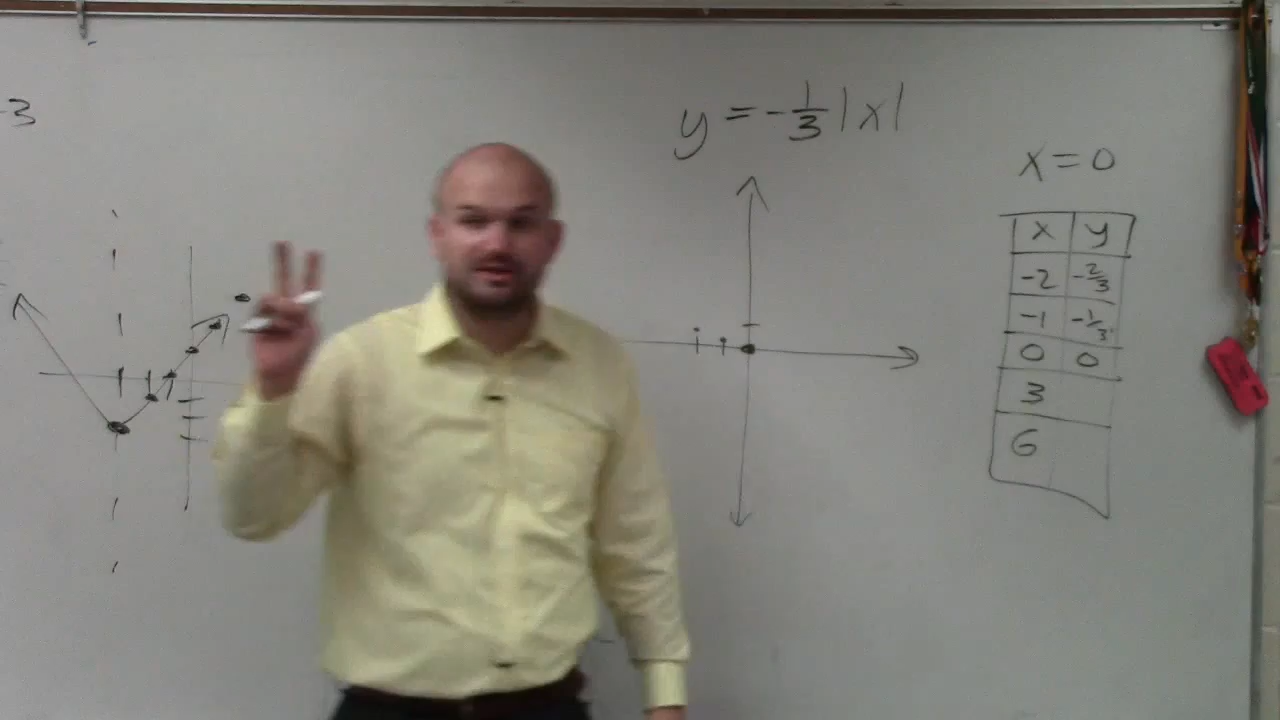 -3
y = -1/3 |x|
x = 0
x y
-2 -2/3
-1 -1/3
0 0
3
6